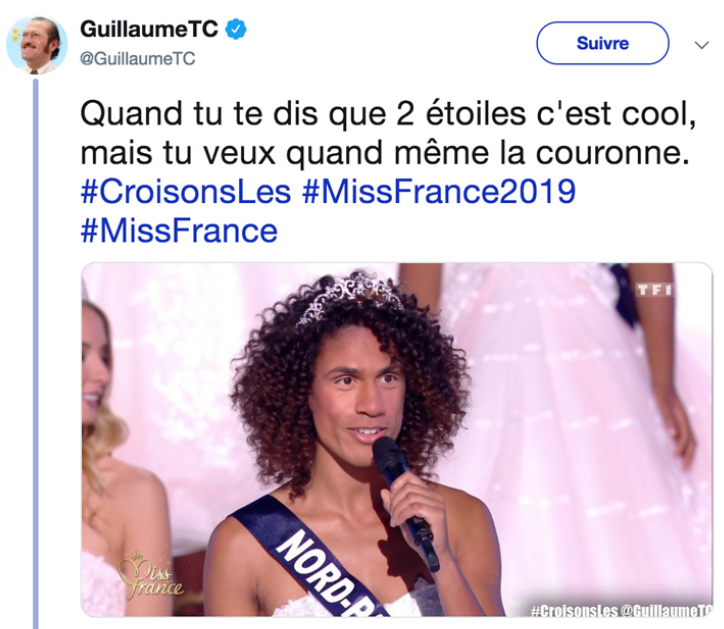 GuillaumeTC
@GuillaumeTC
Suivre
Quand tu te dis que 2 étoiles c'est cool,
mais tu veux quand même la couronne.
#CroisonsLes #MissFrance2019
#MissFrance
TF1
NORD-P
Miss
france
#CroisonsLes @GuillaumeTC